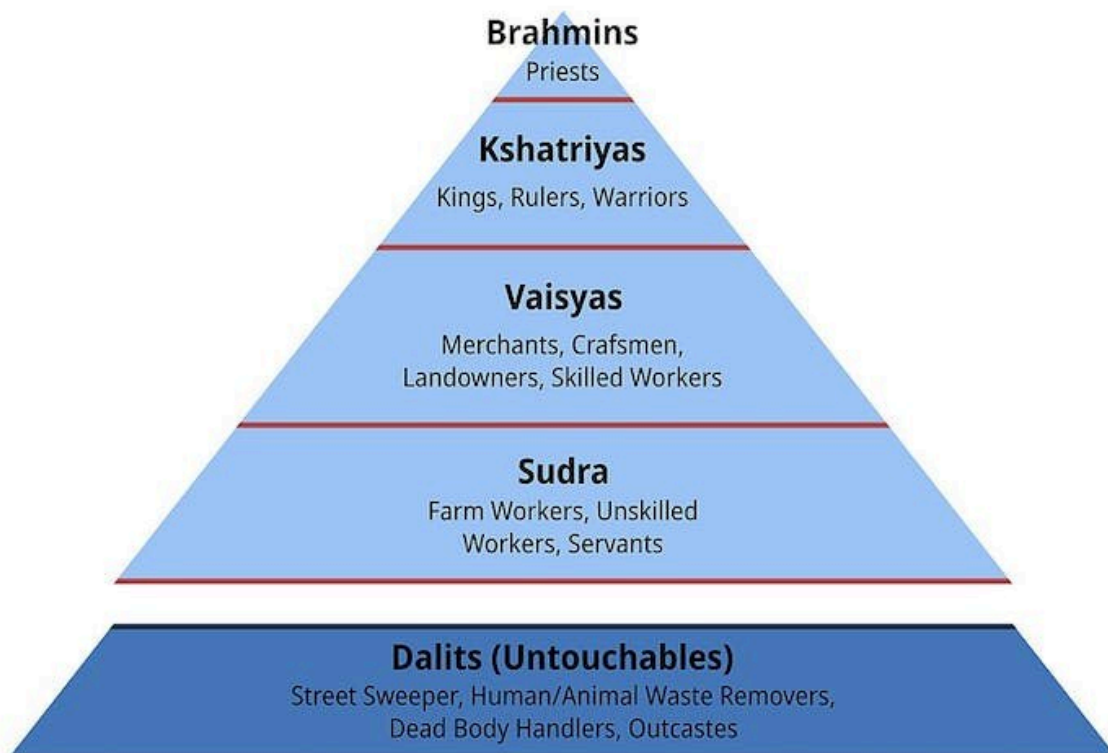 Brahmins
Priests
Kshatriyas
Kings, Rulers, Warriors
Vaisyas
Merchants, Crafsmen,
Landowners, Skilled Workers
Sudra
Farm Workers, Unskilled
Workers, Servants
Dalits (Untouchables)
Street Sweeper, Human/Animal Waste Removers,
Dead Body Handlers, Outcastes